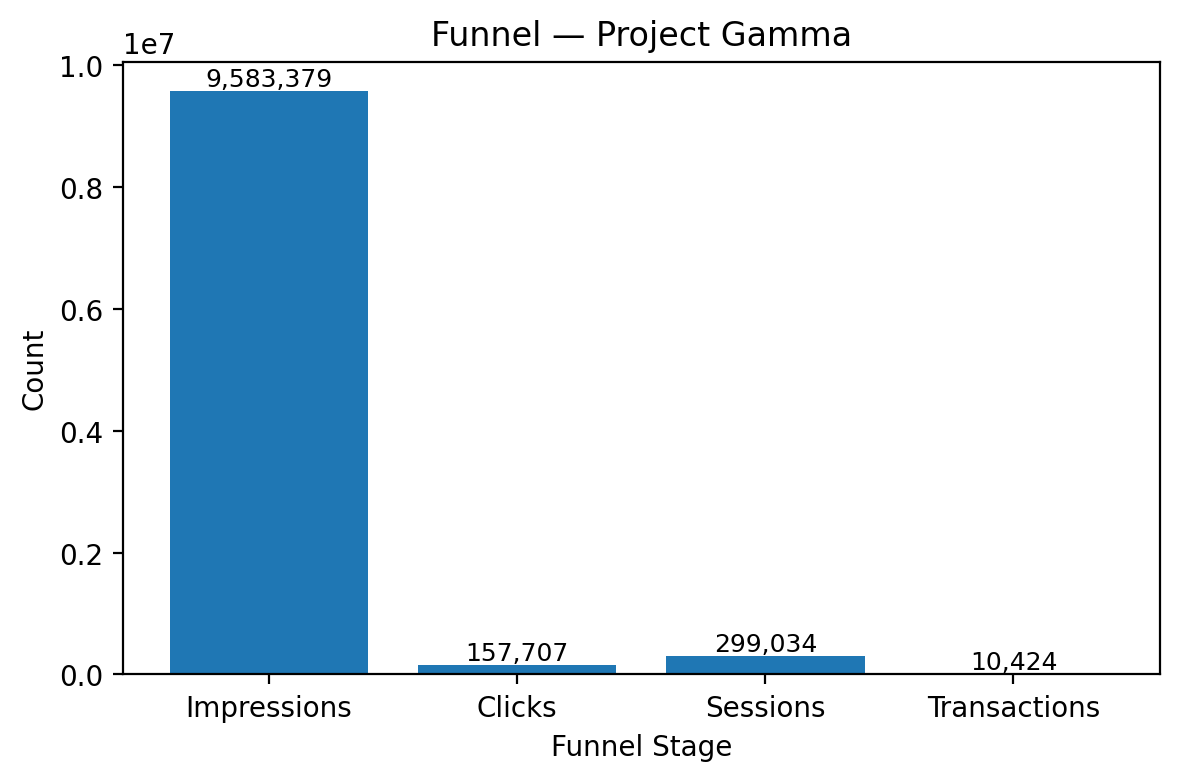 Funnel — Project Gamma
1e7
1.0
0.8
0.6
0.4
0.2
0.0
Count
9,583,379
157,707
299,034
10,424
Impressions
Clicks
Sessions
Transactions
Funnel Stage